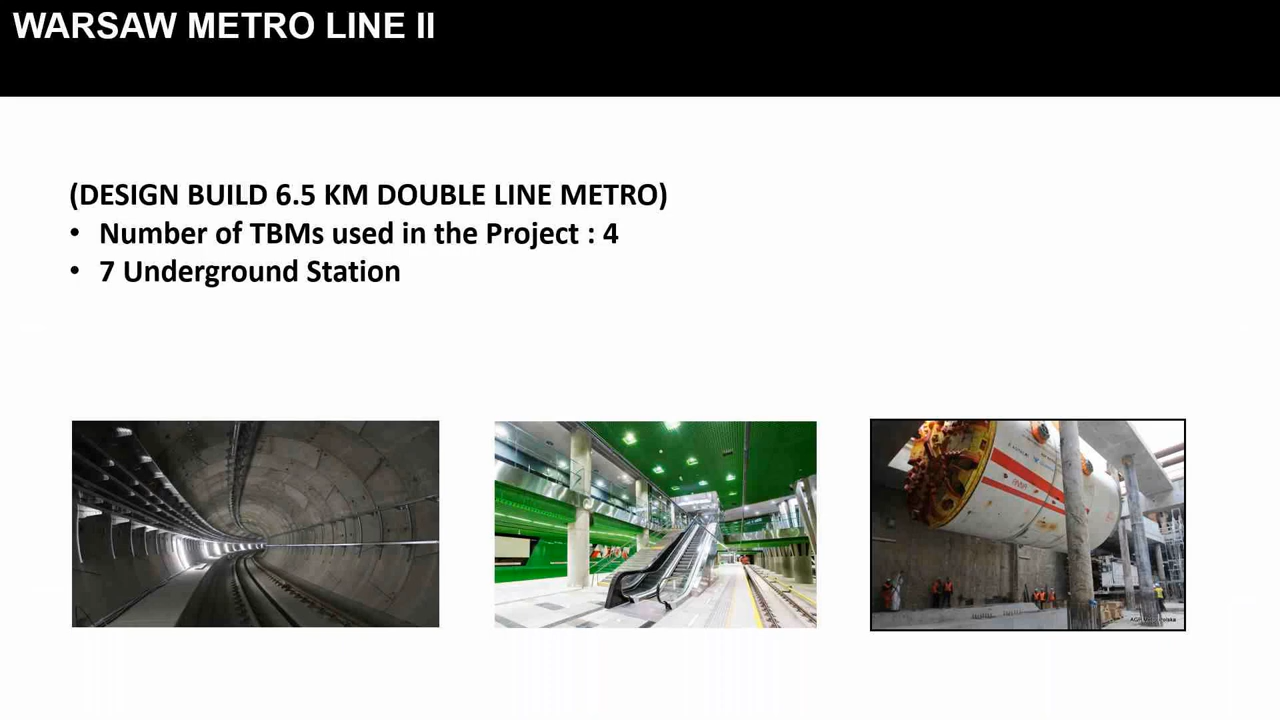 WARSAW METRO LINE II
(DESIGN BUILD 6.5 KM DOUBLE LINE METRO)
• Number of TBMs used in the Project : 4
• 7 Underground Station